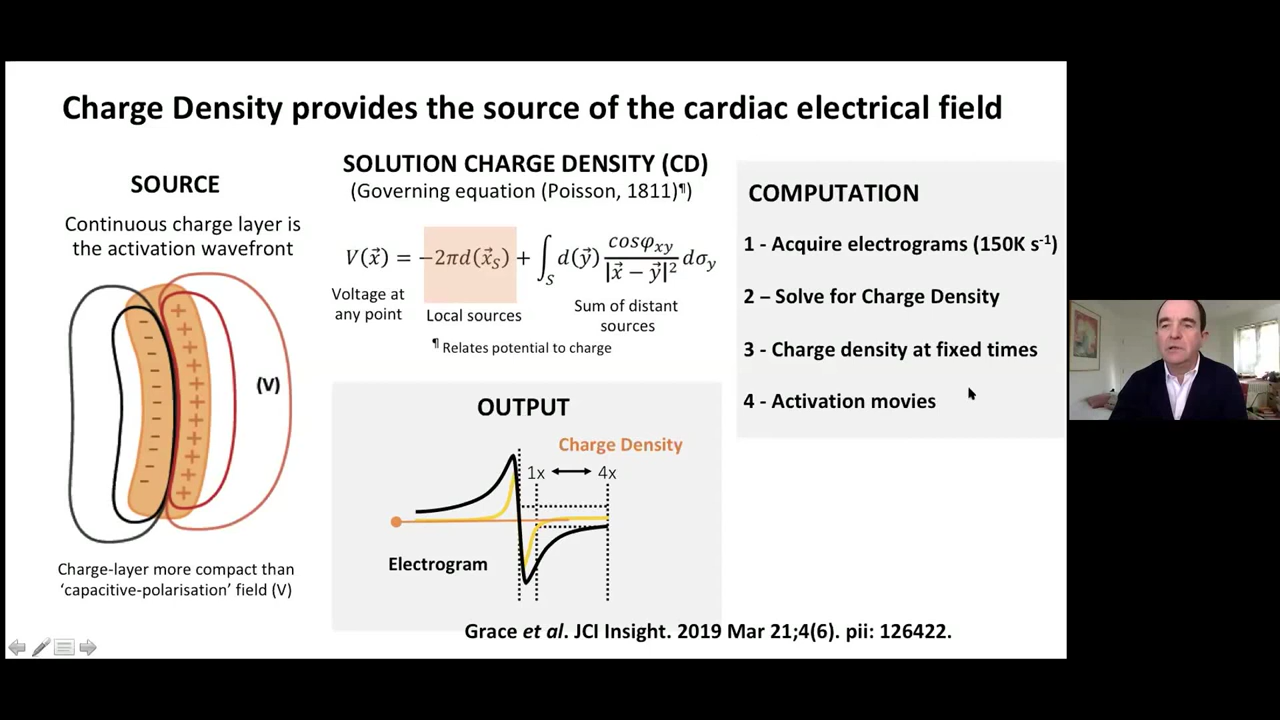 Charge Density provides the source of the cardiac electrical field
SOURCE
Continuous charge layer is
the activation wavefront
(V)
Charge-layer more compact than
‘capacitive-polarisation’ field (V)
SOLUTION CHARGE DENSITY (CD)
(Governing equation (Poisson, 1811)¶)
V(x⃗) = −2πd(x⃗_S) + ∫_S d(y⃗) cosφ_xy / |x⃗ − y⃗|² dσ_y
Voltage at
any point
Local sources
Sum of distant
sources
¶ Relates potential to charge
OUTPUT
Charge Density
1x 4x
Electrogram
COMPUTATION
1 - Acquire electrograms (150K s⁻¹)
2 – Solve for Charge Density
3 - Charge density at fixed times
4 - Activation movies
Grace et al. JCI Insight. 2019 Mar 21;4(6). pii: 126422.